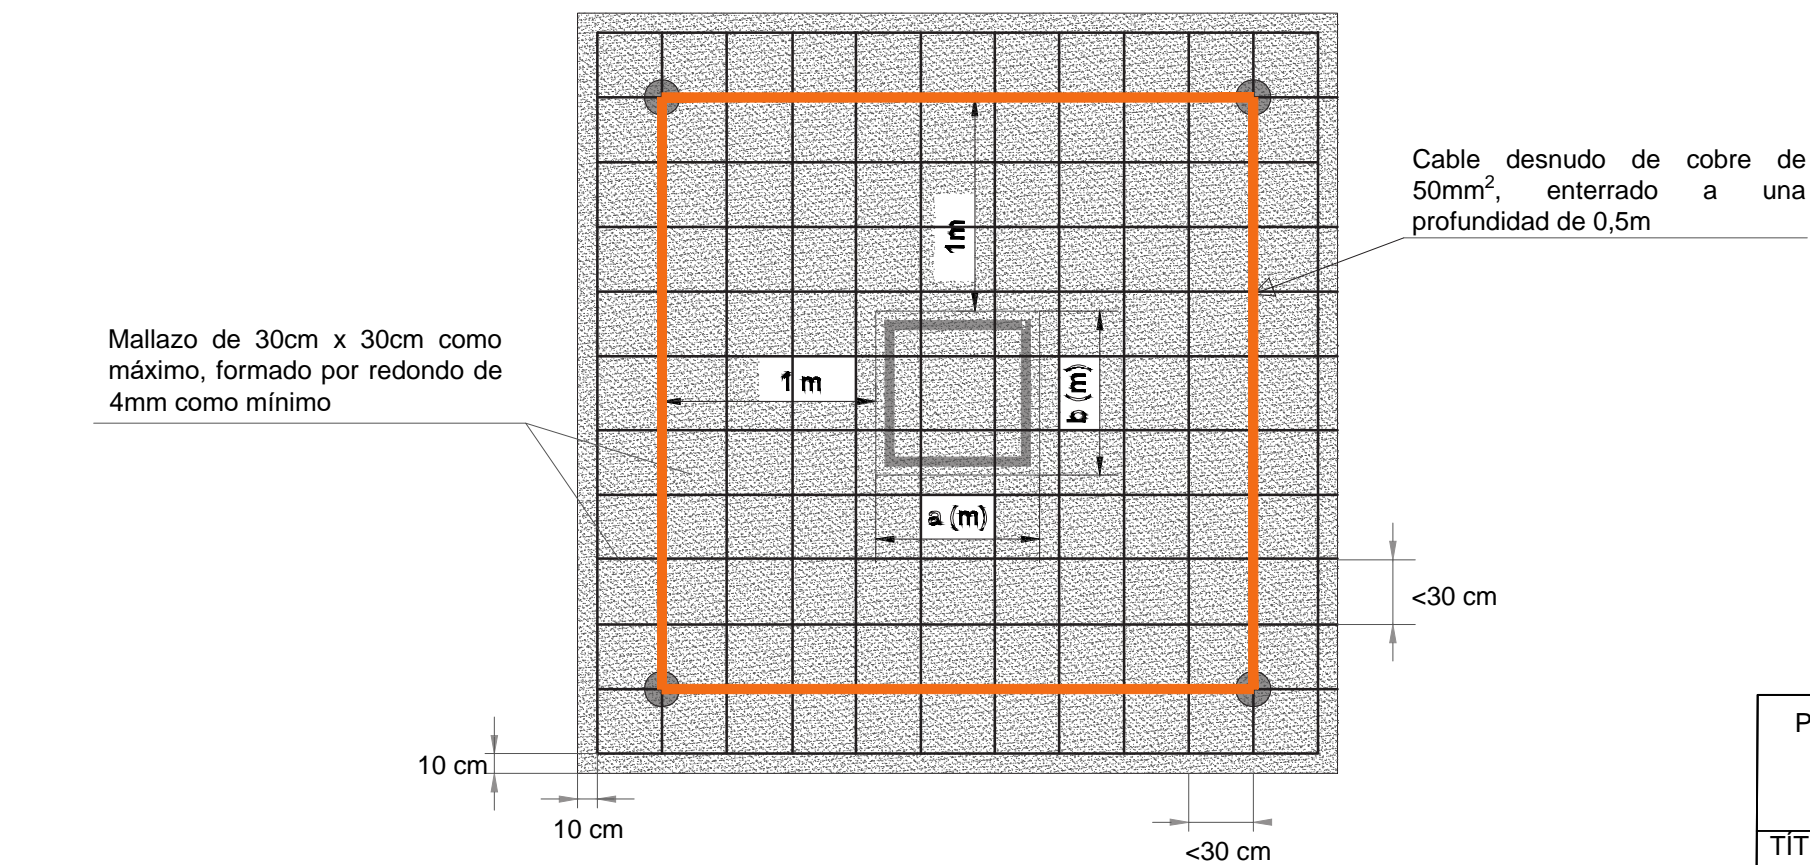 Cable desnudo de cobre de
50mm², enterrado a una
profundidad de 0,5m
1m
Mallazo de 30cm x 30cm como
máximo, formado por redondo de
4mm como mínimo
1 m
b (m)
a (m)
<30 cm
10 cm
10 cm
<30 cm
P
TÍT